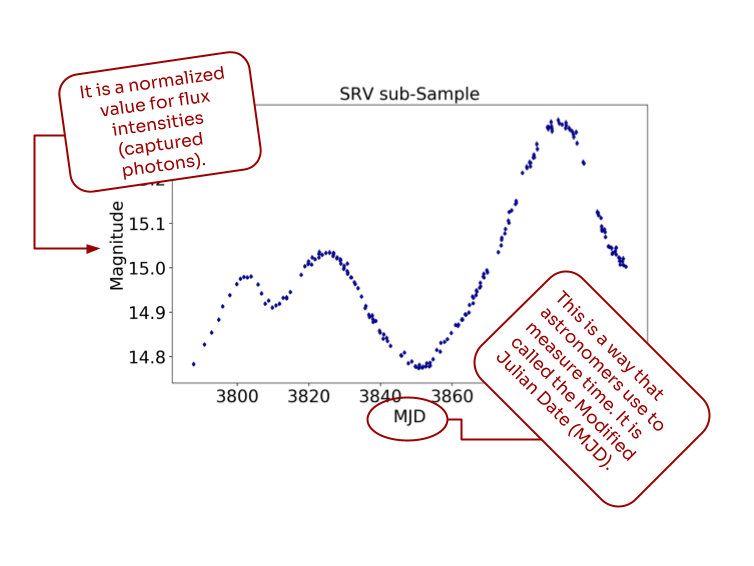 It is a normalized
value for flux
intensities
(captured
photons).
SRV sub-Sample
Magnitude
15.1
15.0
14.9
14.8
3800
3820
3840
3860
MJD
This is a way that
astronomers use to
measure time. It is
called the Modified
Julian Date (MJD).